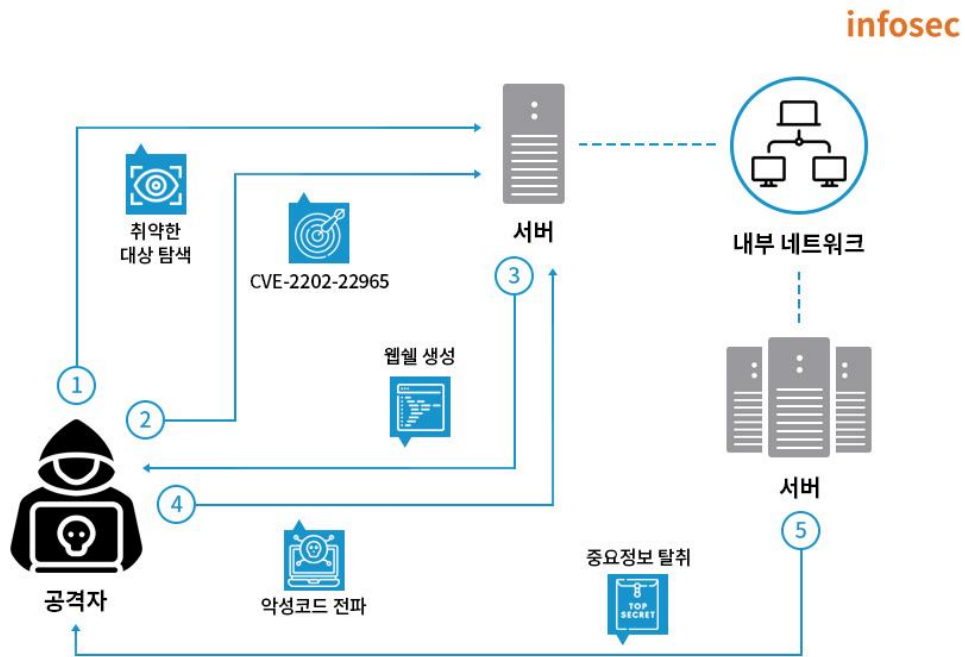 infosec
취약한
대상 탐색
CVE-2202-22965
서버
내부 네트워크
3
웹쉘 생성
1
2
4
서버
5
중요정보 탈취
TOP
SECRET
악성코드 전파
공격자